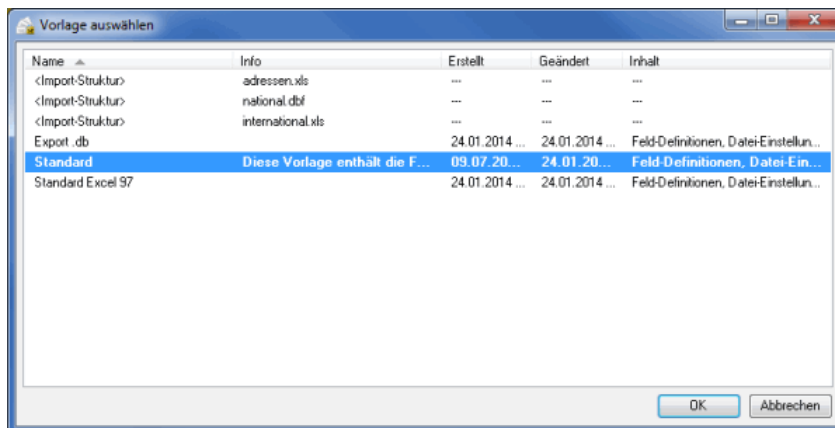 Vorlage auswählen
Name Info Erstellt Geändert Inhalt
<Import-Struktur> adressen.xls --- --- ---
<Import-Struktur> national.dbf --- --- ---
<Import-Struktur> international.xls --- --- ---
Export .db 24.01.2014 ... 24.01.2014 ... Feld-Definitionen, Datei-Einstellun...
Standard Diese Vorlage enthält die F... 09.07.20... 24.01.20... Feld-Definitionen, Datei-Ein...
Standard Excel 97 24.01.2014 ... 24.01.2014 ... Feld-Definitionen, Datei-Einstellun...
OK Abbrechen